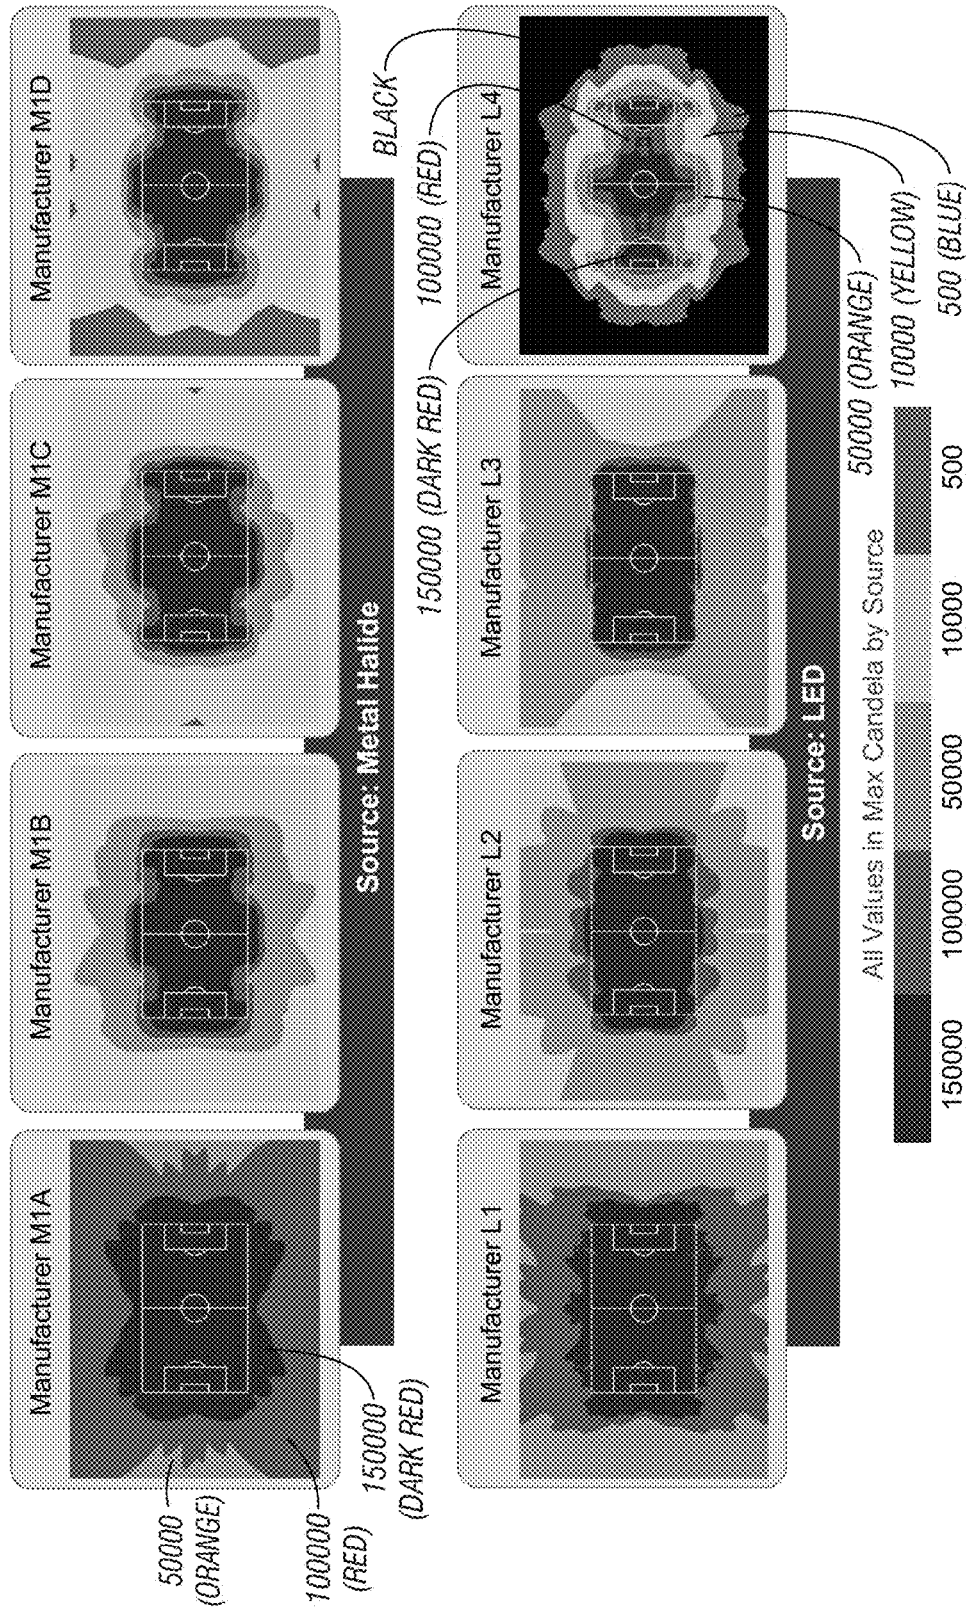 Manufacturer M1A
Manufacturer M1B
Manufacturer M1C
Manufacturer M1D
50000
(ORANGE)
100000
(RED)
150000
(DARK RED)
Source: Metal Halide
BLACK
100000 (RED)
150000 (DARK RED)
Manufacturer L1
Manufacturer L2
Manufacturer L3
Manufacturer L4
Source: LED
50000 (ORANGE)
10000 (YELLOW)
500 (BLUE)
All Values in Max Candela by Source
150000
100000
50000
10000
500